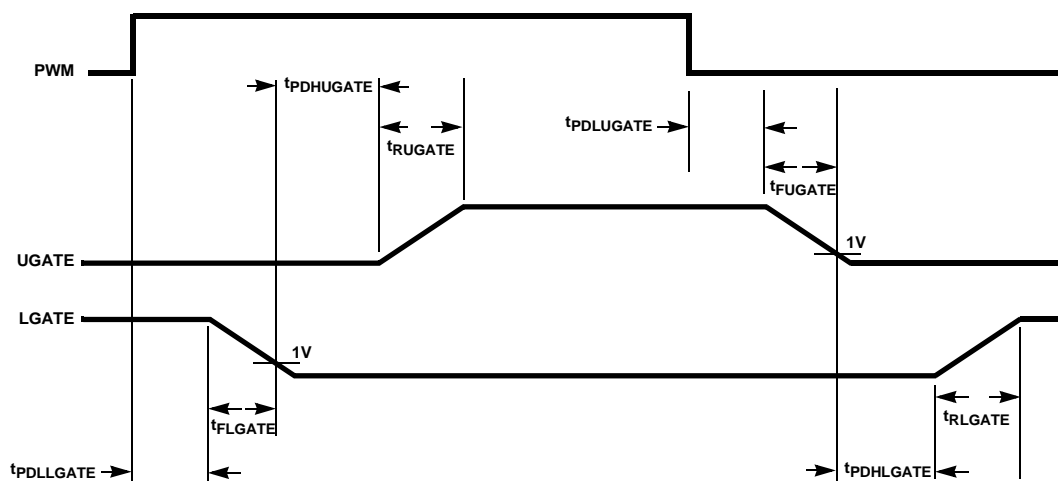 PWM
tPDHUGATE
tPDLUGATE
tRUGATE
tFUGATE
1V
UGATE
LGATE
1V
tFLGATE
tRLGATE
tPDLLGATE
tPDHLGATE